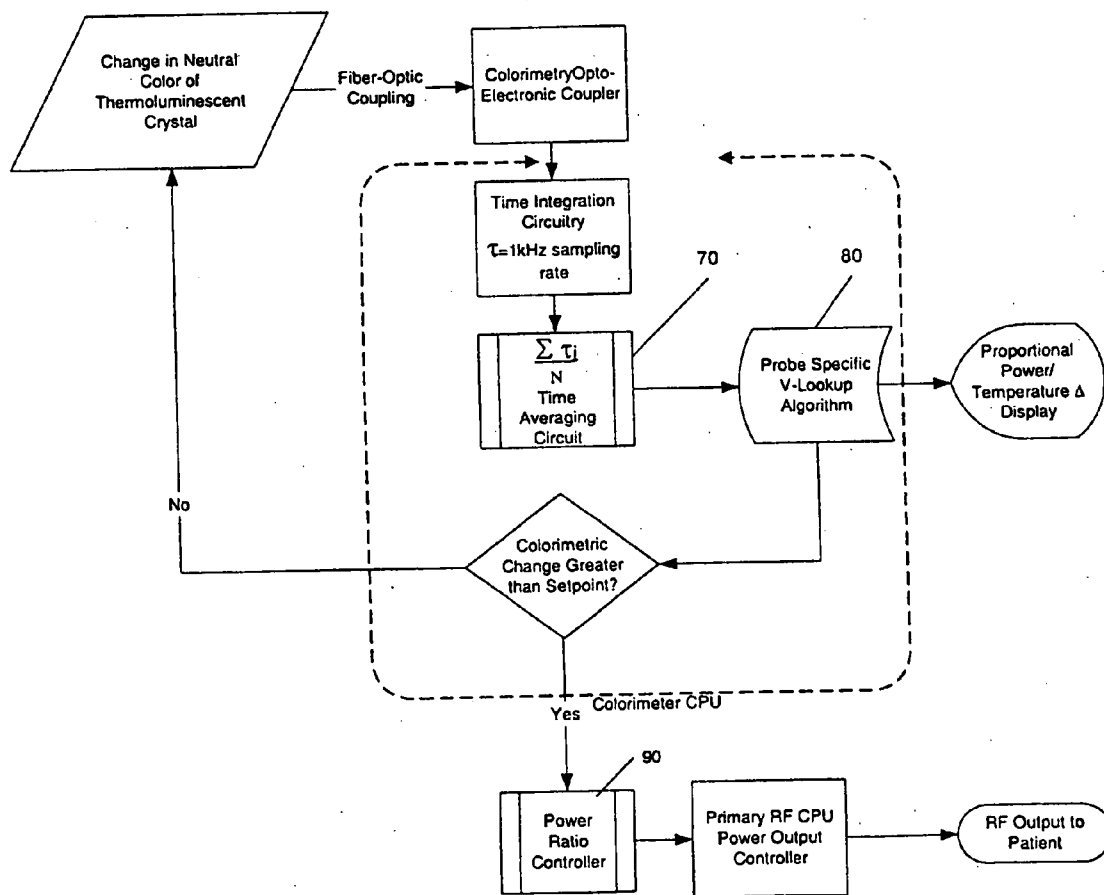 Change in Neutral
Color of
Thermoluminescent
Crystal
Fiber-Optic
Coupling
ColorimetryOpto-
Electronic Coupler
Time Integration
Circuitry
τ=1kHz sampling
rate
70
80
∑ τi
N
Time
Averaging
Circuit
Probe Specific
V-Lookup
Algorithm
Proportional
Power/
Temperature Δ
Display
No
Colorimetric
Change Greater
than Setpoint?
Yes
Colorimeter CPU
90
Power
Ratio
Controller
Primary RF CPU
Power Output
Controller
RF Output to
Patient